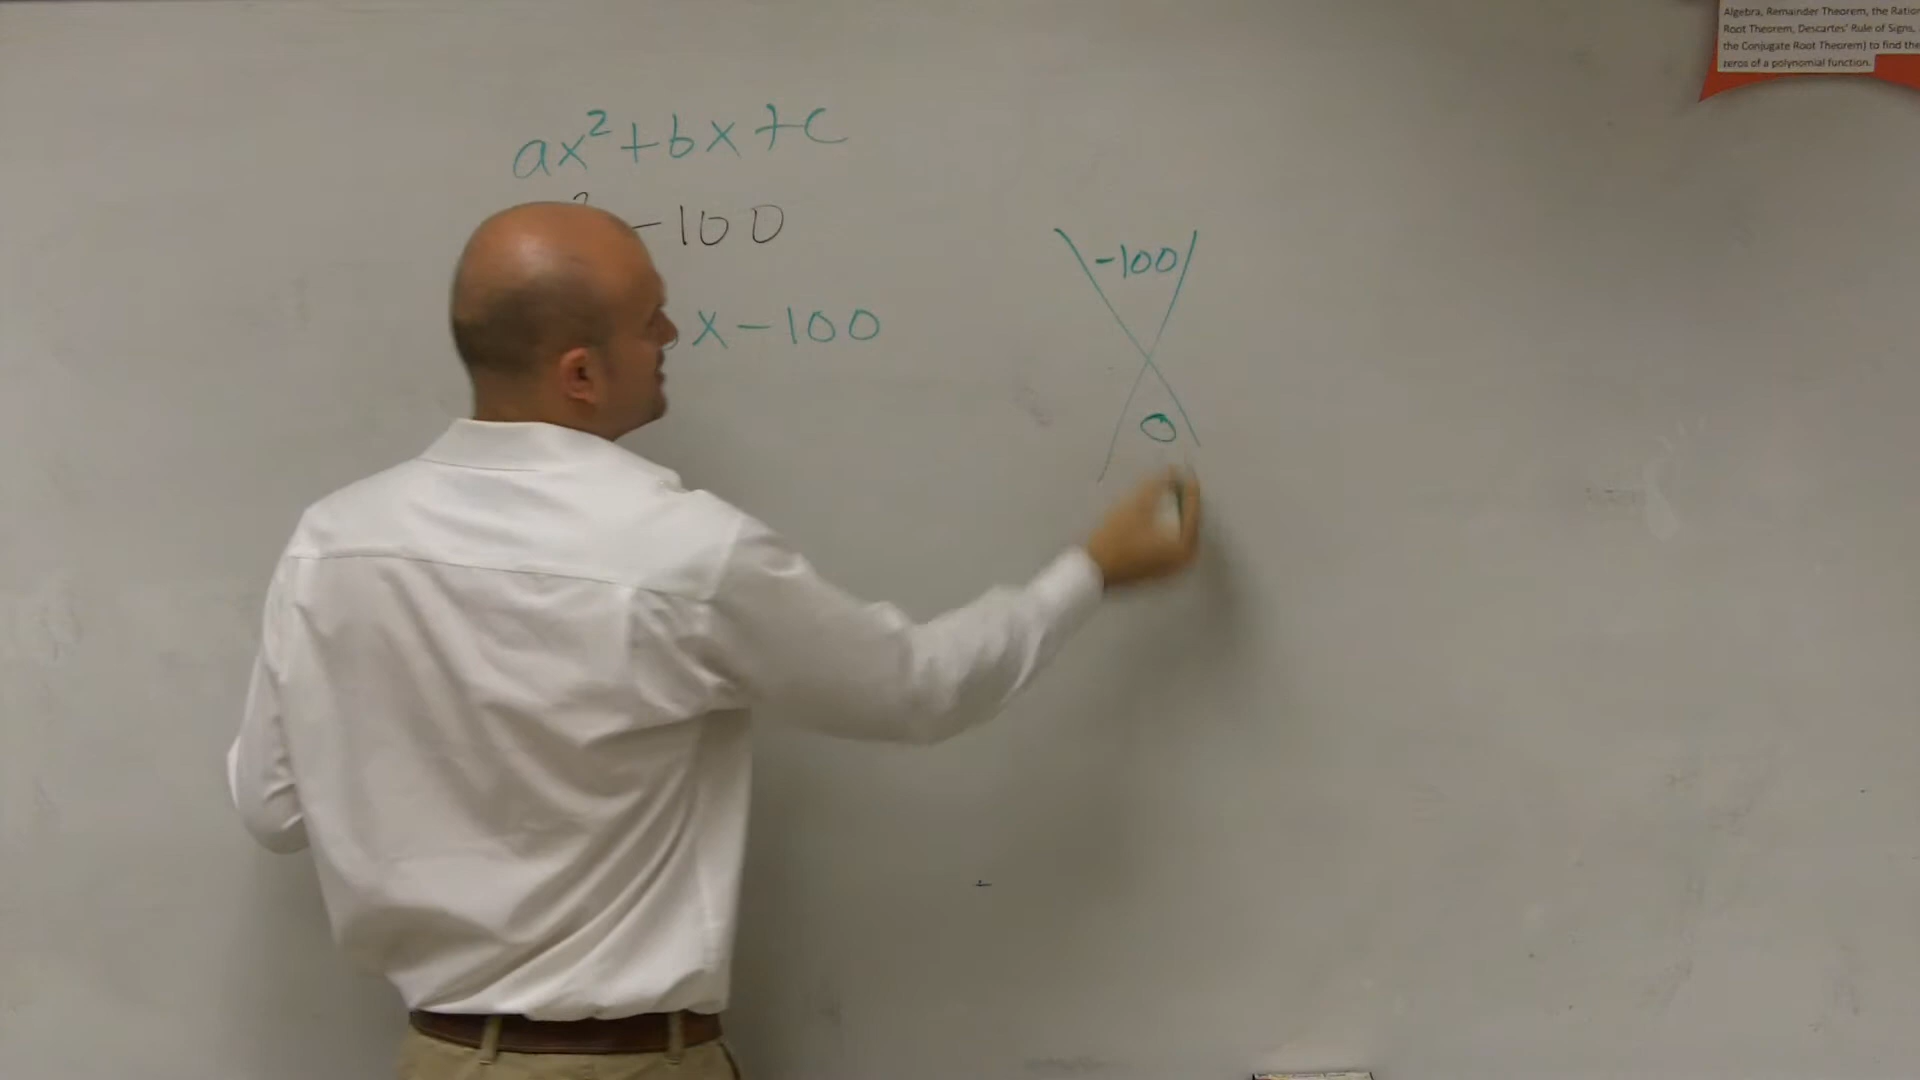 Algebra, Remainder Theorem, the
Root Theorem, Descartes' Rule of Signs,
the Conjugate Root Theorem) to find the
zeros of a polynomial function.
ax²+bx+c
² -100
x-100
-100
0